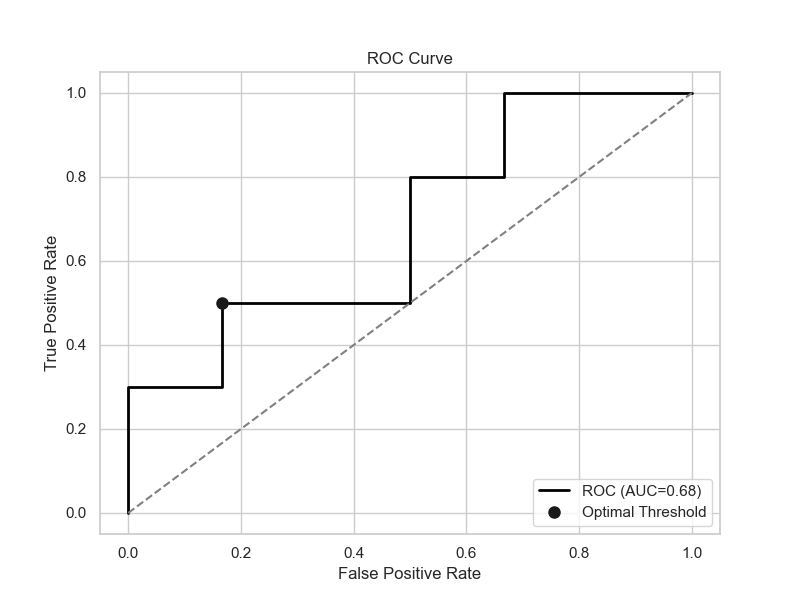 ROC Curve
1.0
0.8
0.6
0.4
0.2
0.0
True Positive Rate
0.0 0.2 0.4 0.6 0.8 1.0
False Positive Rate
ROC (AUC=0.68)
Optimal Threshold